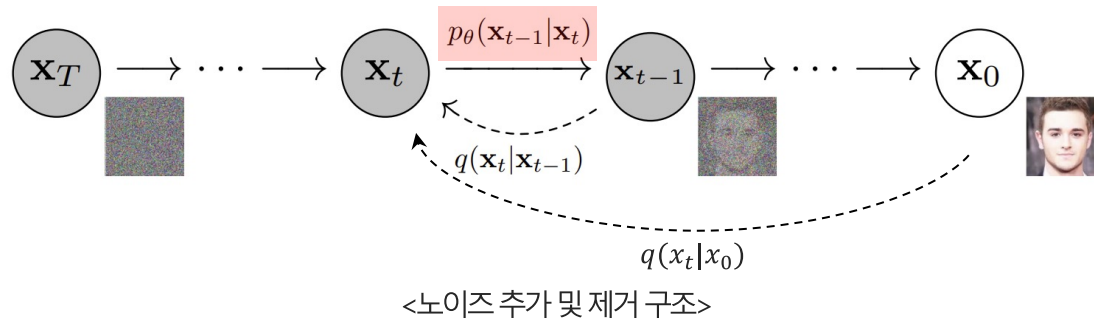 p_θ(x_{t−1}|x_t)
x_T ⟶ ⋯ ⟶ x_t ⟶ x_{t−1} ⟶ ⋯ ⟶ x_0
q(x_t|x_{t−1})
q(x_t|x_0)
<노이즈 추가 및 제거 구조>